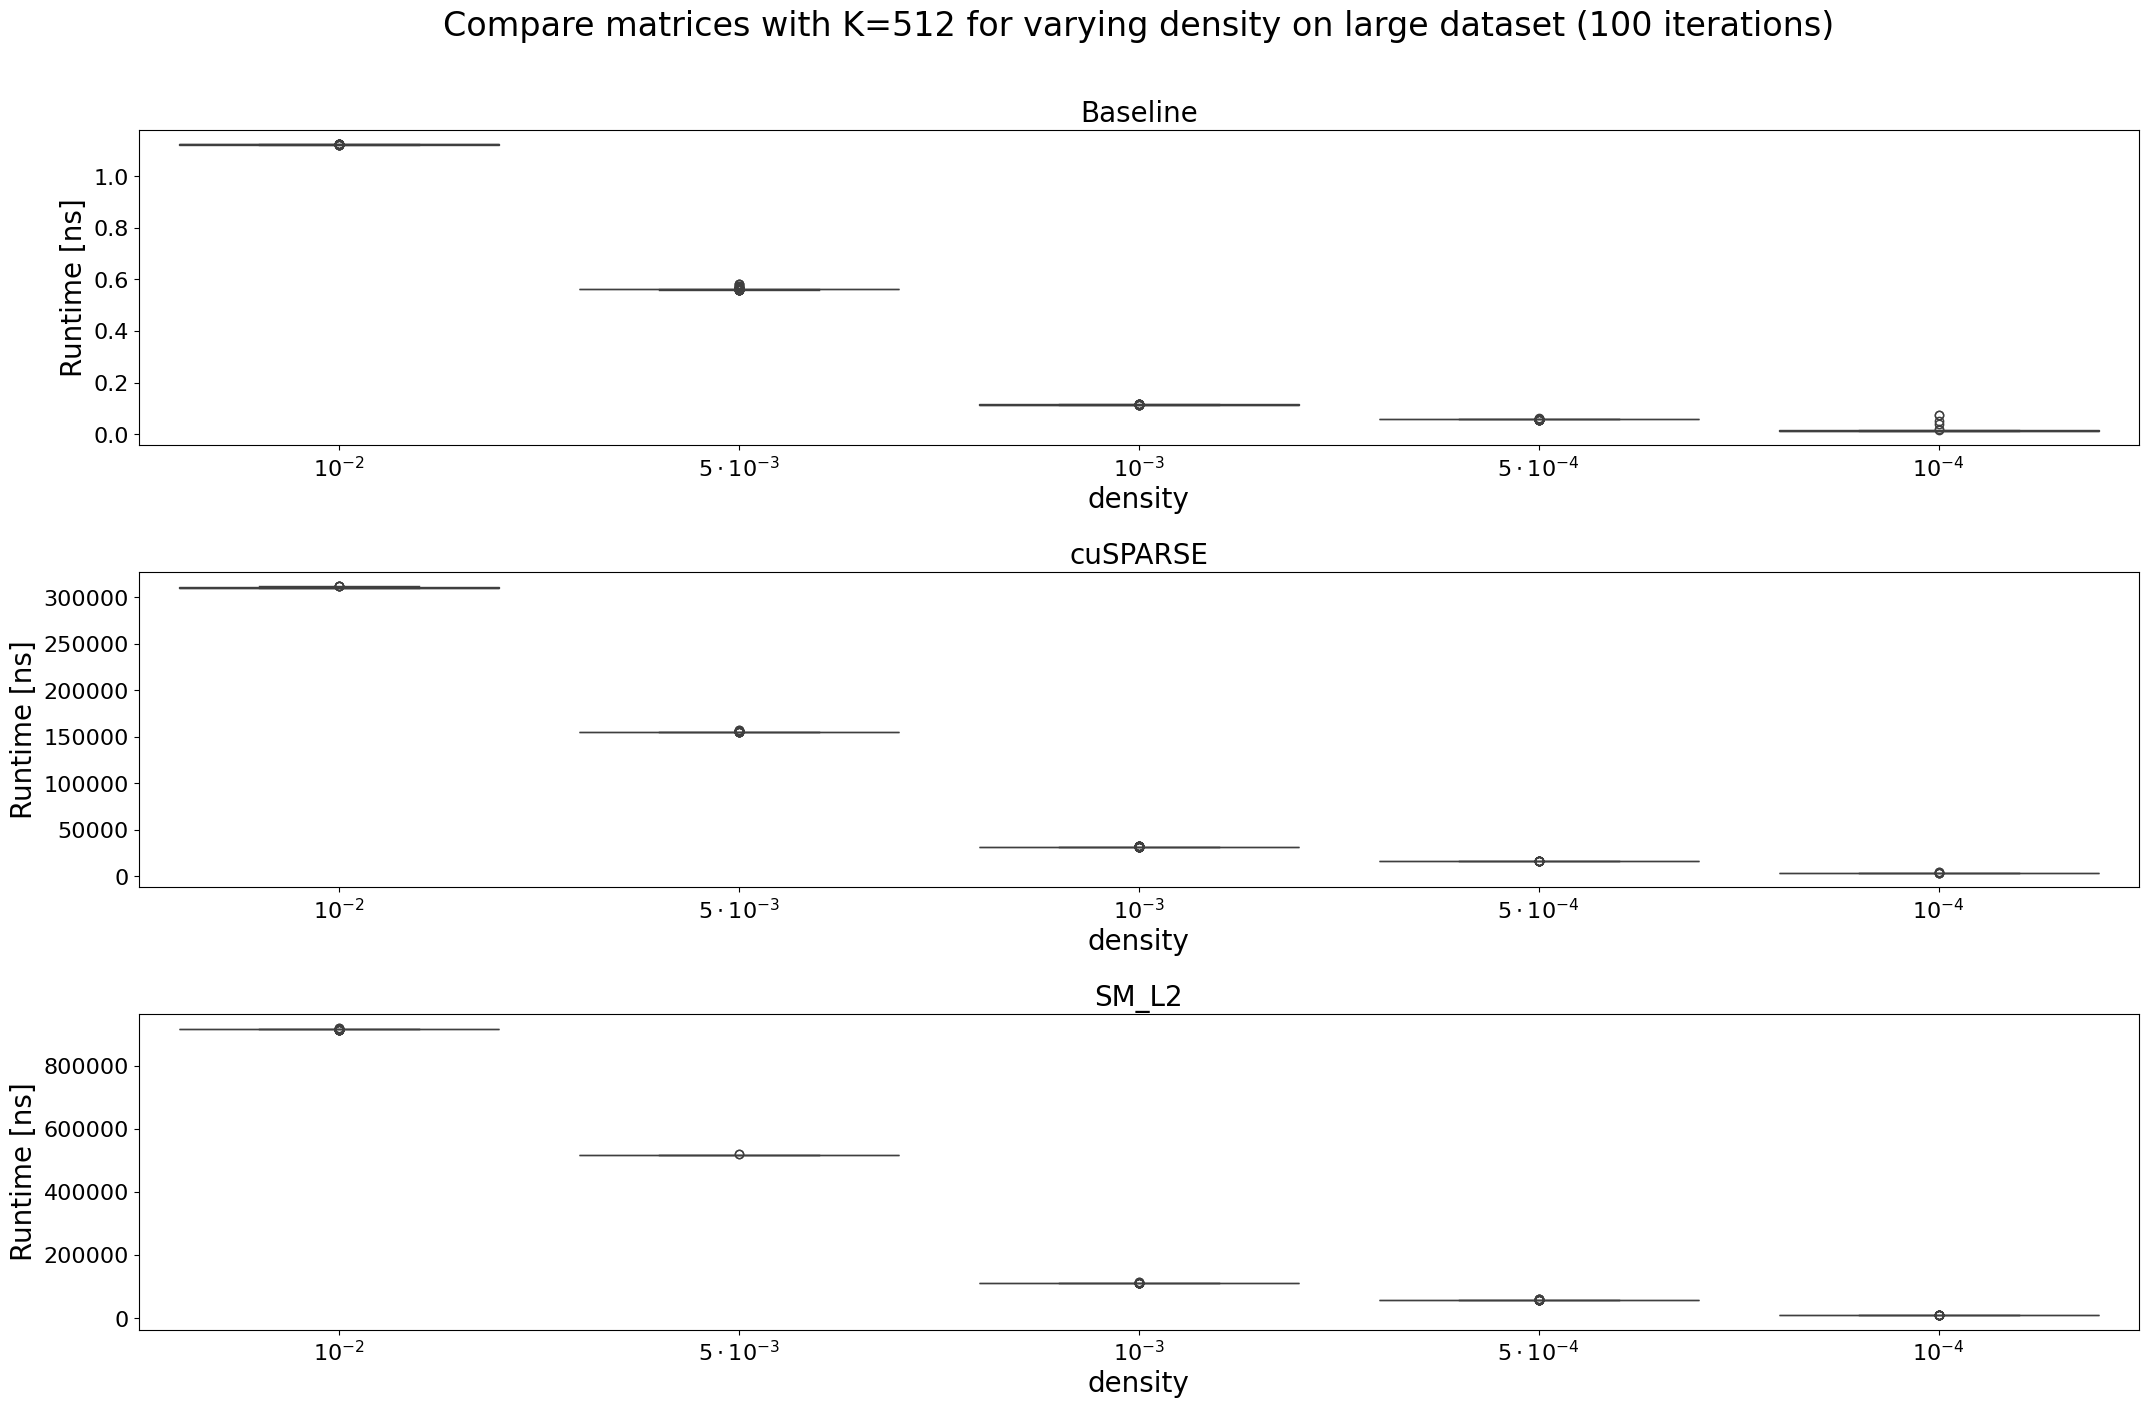 Compare matrices with K=512 for varying density on large dataset (100 iterations)
Baseline
Runtime [ns]
1.0
0.8
0.6
0.4
0.2
0.0
10⁻² 5·10⁻³ 10⁻³ 5·10⁻⁴ 10⁻⁴
density
cuSPARSE
Runtime [ns]
300000
250000
200000
150000
100000
50000
0
10⁻² 5·10⁻³ 10⁻³ 5·10⁻⁴ 10⁻⁴
density
SM_L2
Runtime [ns]
800000
600000
400000
200000
0
10⁻² 5·10⁻³ 10⁻³ 5·10⁻⁴ 10⁻⁴
density